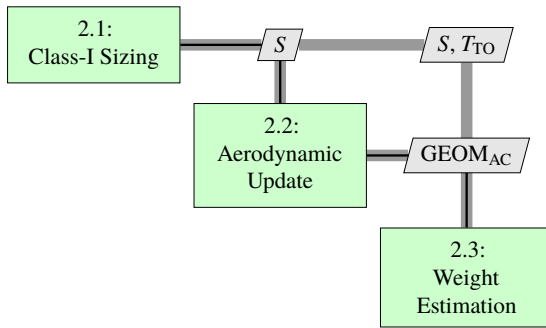 2.1:
Class-I Sizing
S
S, T_TO
2.2:
Aerodynamic
Update
GEOM_AC
2.3:
Weight
Estimation